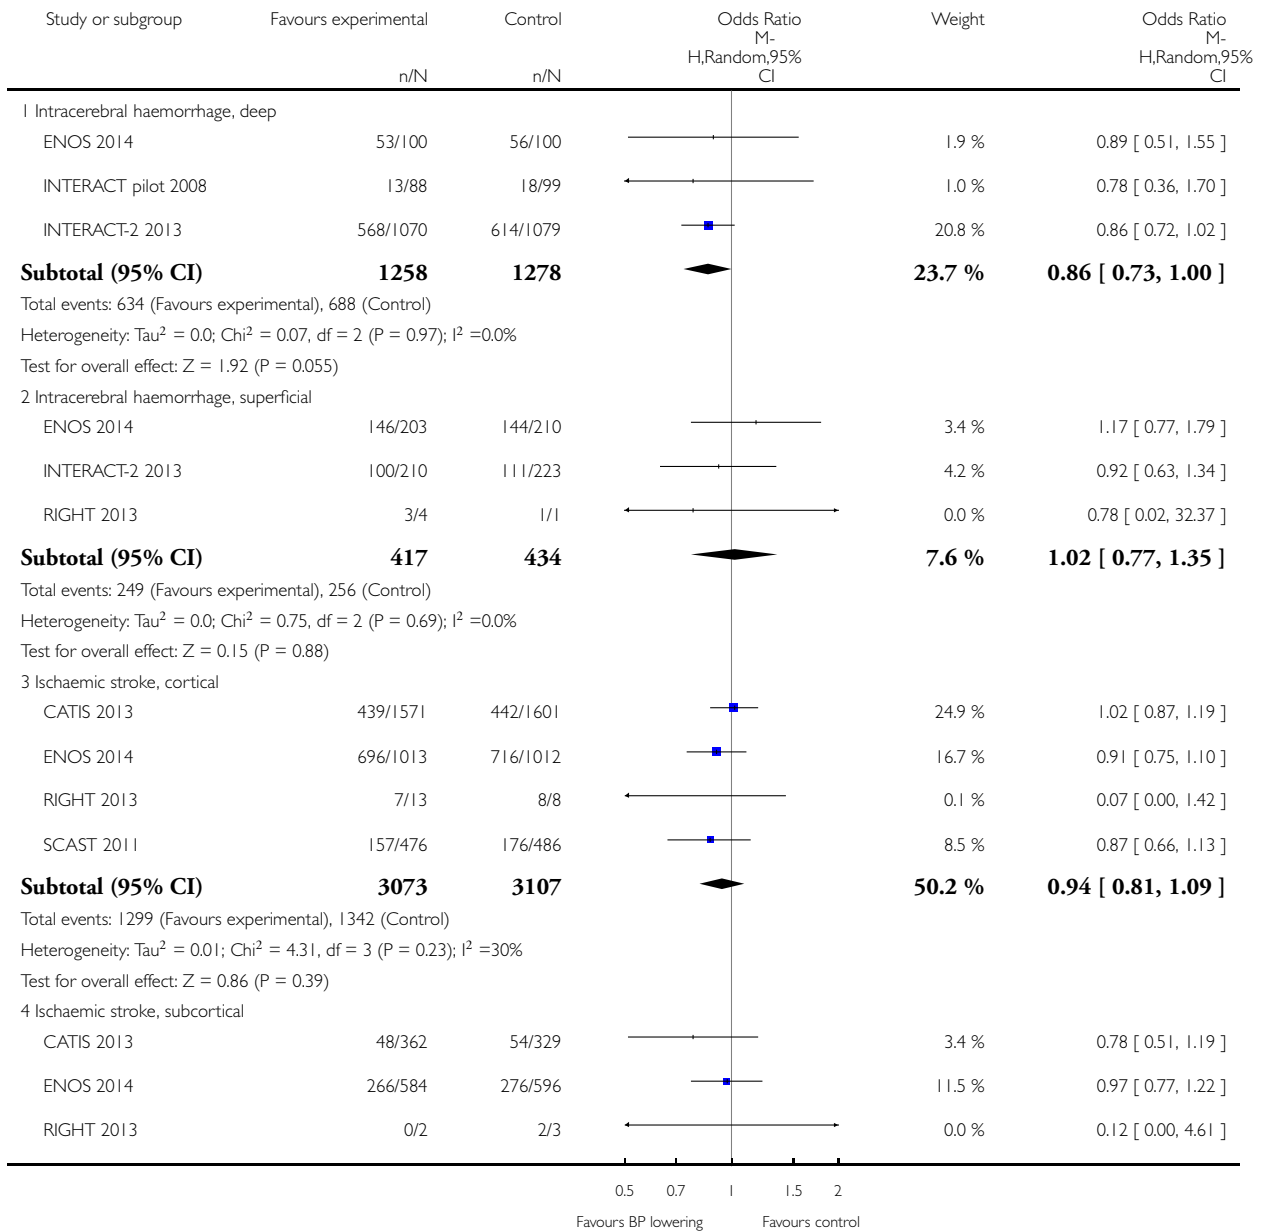 Study or subgroup Favours experimental Control Odds Ratio Weight Odds Ratio
M- M-
H,Random,95% H,Random,95%
n/N n/N CI CI
1 Intracerebral haemorrhage, deep
ENOS 2014 53/100 56/100 1.9 % 0.89 [ 0.51, 1.55 ]
INTERACT pilot 2008 13/88 18/99 1.0 % 0.78 [ 0.36, 1.70 ]
INTERACT-2 2013 568/1070 614/1079 20.8 % 0.86 [ 0.72, 1.02 ]
Subtotal (95% CI) 1258 1278 23.7 % 0.86 [ 0.73, 1.00 ]
Total events: 634 (Favours experimental), 688 (Control)
Heterogeneity: Tau² = 0.0; Chi² = 0.07, df = 2 (P = 0.97); I² =0.0%
Test for overall effect: Z = 1.92 (P = 0.055)
2 Intracerebral haemorrhage, superficial
ENOS 2014 146/203 144/210 3.4 % 1.17 [ 0.77, 1.79 ]
INTERACT-2 2013 100/210 111/223 4.2 % 0.92 [ 0.63, 1.34 ]
RIGHT 2013 3/4 1/1 0.0 % 0.78 [ 0.02, 32.37 ]
Subtotal (95% CI) 417 434 7.6 % 1.02 [ 0.77, 1.35 ]
Total events: 249 (Favours experimental), 256 (Control)
Heterogeneity: Tau² = 0.0; Chi² = 0.75, df = 2 (P = 0.69); I² =0.0%
Test for overall effect: Z = 0.15 (P = 0.88)
3 Ischaemic stroke, cortical
CATIS 2013 439/1571 442/1601 24.9 % 1.02 [ 0.87, 1.19 ]
ENOS 2014 696/1013 716/1012 16.7 % 0.91 [ 0.75, 1.10 ]
RIGHT 2013 7/13 8/8 0.1 % 0.07 [ 0.00, 1.42 ]
SCAST 2011 157/476 176/486 8.5 % 0.87 [ 0.66, 1.13 ]
Subtotal (95% CI) 3073 3107 50.2 % 0.94 [ 0.81, 1.09 ]
Total events: 1299 (Favours experimental), 1342 (Control)
Heterogeneity: Tau² = 0.01; Chi² = 4.31, df = 3 (P = 0.23); I² =30%
Test for overall effect: Z = 0.86 (P = 0.39)
4 Ischaemic stroke, subcortical
CATIS 2013 48/362 54/329 3.4 % 0.78 [ 0.51, 1.19 ]
ENOS 2014 266/584 276/596 11.5 % 0.97 [ 0.77, 1.22 ]
RIGHT 2013 0/2 2/3 0.0 % 0.12 [ 0.00, 4.61 ]
0.5 0.7 1 1.5 2
Favours BP lowering Favours control